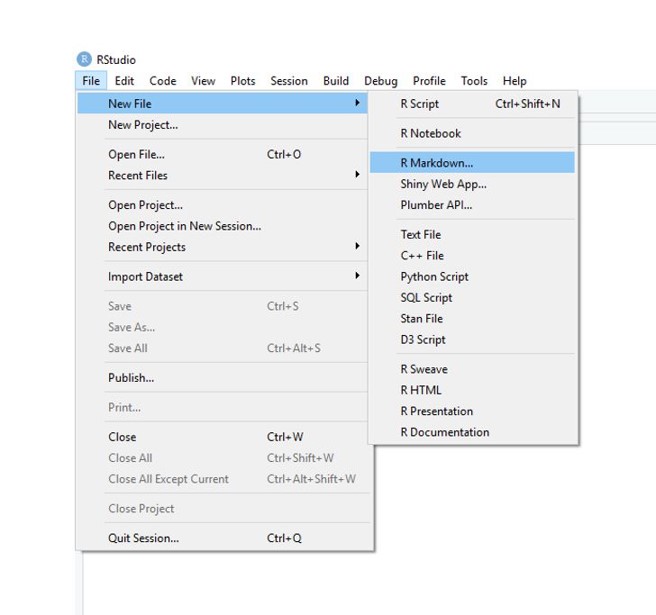 R RStudio
File Edit Code View Plots Session Build Debug Profile Tools Help
New File
New Project...
Open File... Ctrl+O
Recent Files
Open Project...
Open Project in New Session...
Recent Projects
Import Dataset
Save Ctrl+S
Save As...
Save All Ctrl+Alt+S
Publish...
Print...
Close Ctrl+W
Close All Ctrl+Shift+W
Close All Except Current Ctrl+Alt+Shift+W
Close Project
Quit Session... Ctrl+Q
R Script Ctrl+Shift+N
R Notebook
R Markdown...
Shiny Web App...
Plumber API...
Text File
C++ File
Python Script
SQL Script
Stan File
D3 Script
R Sweave
R HTML
R Presentation
R Documentation